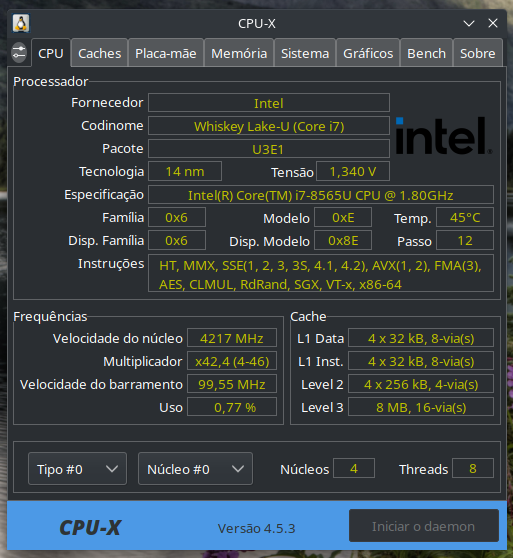 CPU-X
CPU Caches Placa-mãe Memória Sistema Gráficos Bench Sobre
Processador
Fornecedor Intel
Codinome Whiskey Lake-U (Core i7)
intel.
Pacote U3E1
Tecnologia 14 nm Tensão 1,340 V
Especificação Intel(R) Core(TM) i7-8565U CPU @ 1.80GHz
Família 0x6 Modelo 0xE Temp. 45°C
Disp. Família 0x6 Disp. Modelo 0x8E Passo 12
Instruções HT, MMX, SSE(1, 2, 3, 3S, 4.1, 4.2), AVX(1, 2), FMA(3),
AES, CLMUL, RdRand, SGX, VT-x, x86-64
Frequências
Velocidade do núcleo 4217 MHz
Multiplicador x42,4 (4-46)
Velocidade do barramento 99,55 MHz
Uso 0,77 %
Cache
L1 Data 4 x 32 kB, 8-via(s)
L1 Inst. 4 x 32 kB, 8-via(s)
Level 2 4 x 256 kB, 4-via(s)
Level 3 8 MB, 16-via(s)
Tipo #0 Núcleo #0 Núcleos 4 Threads 8
CPU-X Versão 4.5.3 Iniciar o daemon